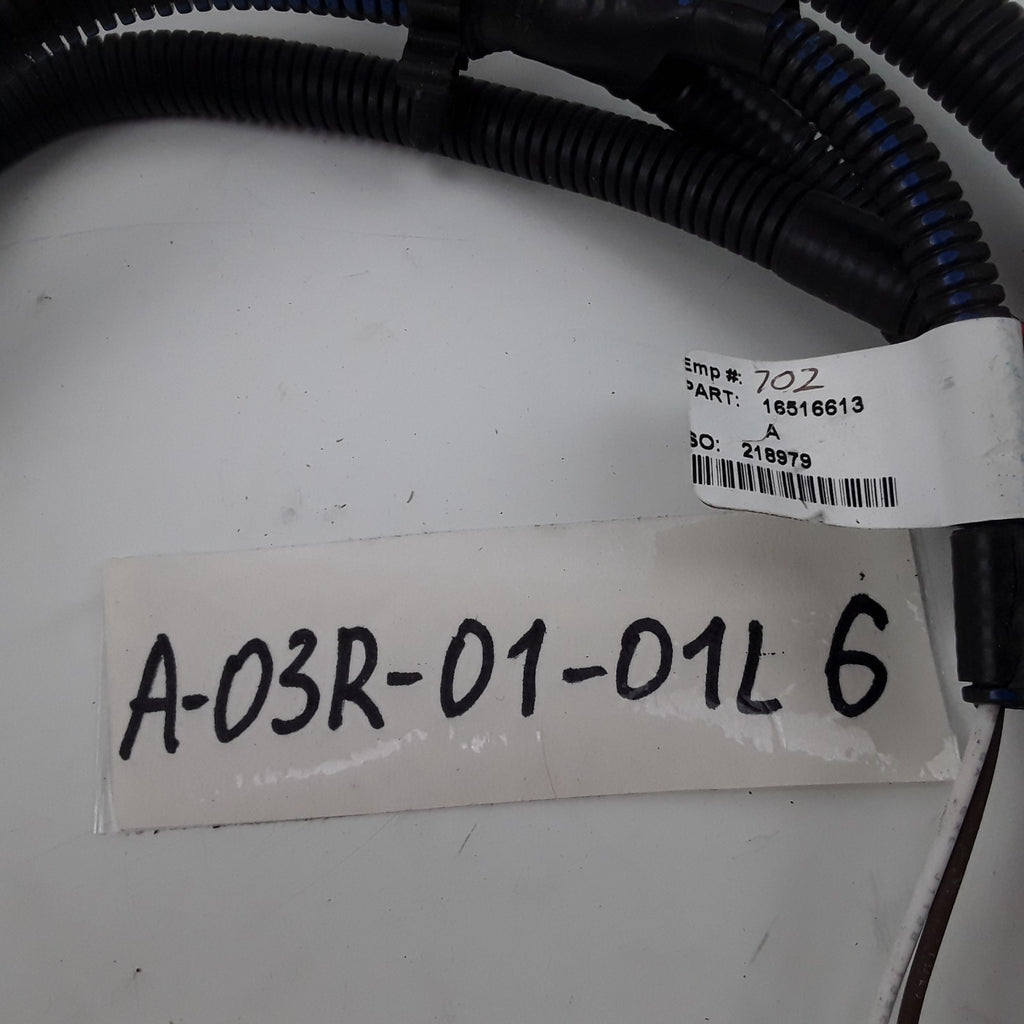 Emp #: 702
PART: 16516613
A
SO: 218979
A-03R-01-01L 6